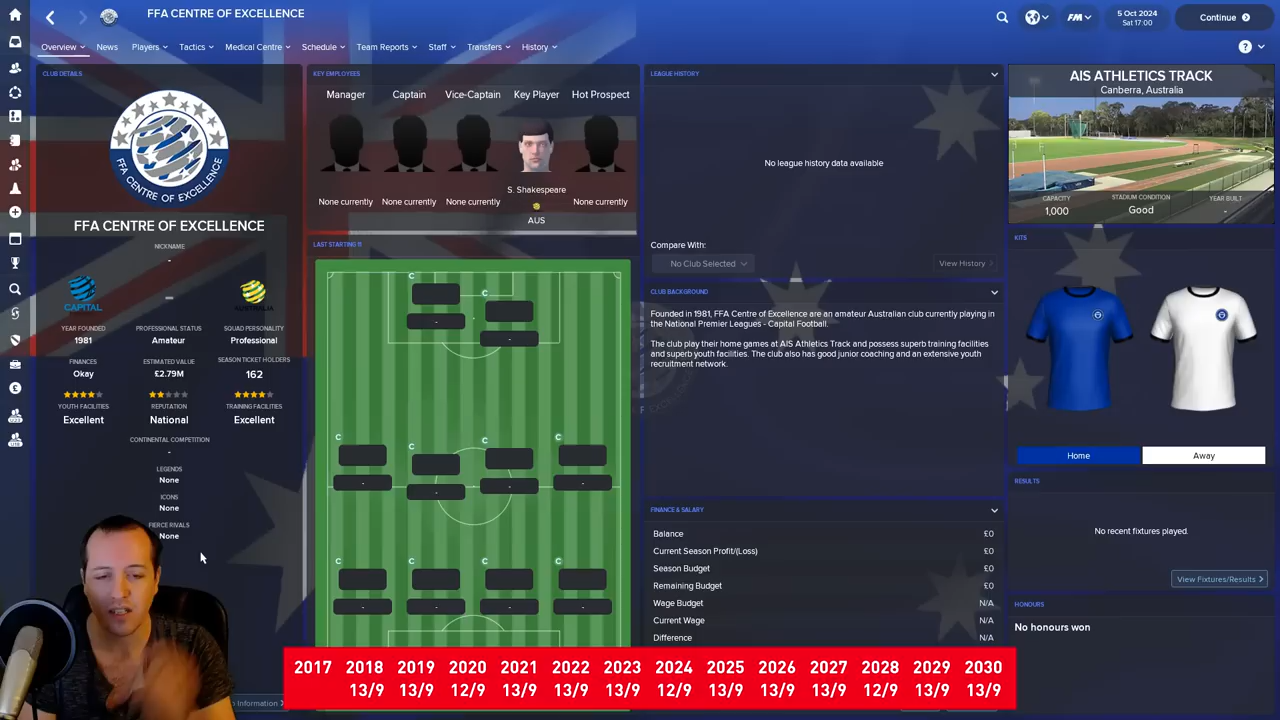 FFA CENTRE OF EXCELLENCE
FM
5 Oct 2024
Sat 17:00
Continue
Overview
News
Players
Tactics
Medical Centre
Schedule
Team Reports
Staff
Transfers
History
?
CLUB DETAILS
FFA CENTRE OF EXCELLENCE
FFA CENTRE OF EXCELLENCE
NICKNAME
-
CAPITAL
AUSTRALIA
YEAR FOUNDED
PROFESSIONAL STATUS
SQUAD PERSONALITY
1981
Amateur
Professional
FINANCES
ESTIMATED VALUE
SEASON TICKET HOLDERS
Okay
£2.79M
162
YOUTH FACILITIES
REPUTATION
TRAINING FACILITIES
Excellent
National
Excellent
CONTINENTAL COMPETITION
-
LEGENDS
None
ICONS
None
FIERCE RIVALS
None
Information
KEY EMPLOYEES
Manager
Captain
Vice-Captain
Key Player
Hot Prospect
None currently
None currently
None currently
S. Shakespeare
AUS
None currently
LAST STARTING 11
C
-
C
-
C
-
C
-
C
-
C
-
C
-
C
-
C
-
C
-
LEAGUE HISTORY
No league history data available
Compare With:
No Club Selected
View History
CLUB BACKGROUND
Founded in 1981, FFA Centre of Excellence are an amateur Australian club currently playing in
the National Premier Leagues - Capital Football.
The club play their home games at AIS Athletics Track and possess superb training facilities
and superb youth facilities. The club also has good junior coaching and an extensive youth
recruitment network.
FINANCE & SALARY
Balance £0
Current Season Profit/(Loss) £0
Season Budget £0
Remaining Budget £0
Wage Budget N/A
Current Wage N/A
Difference N/A
AIS ATHLETICS TRACK
Canberra, Australia
CAPACITY
STADIUM CONDITION
YEAR BUILT
1,000
Good
-
KITS
Home
Away
RESULTS
No recent fixtures played.
View Fixtures/Results
HONOURS
No honours won
2017 2018 2019 2020 2021 2022 2023 2024 2025 2026 2027 2028 2029 2030
13/9 13/9 12/9 13/9 13/9 13/9 12/9 13/9 13/9 13/9 12/9 13/9 13/9